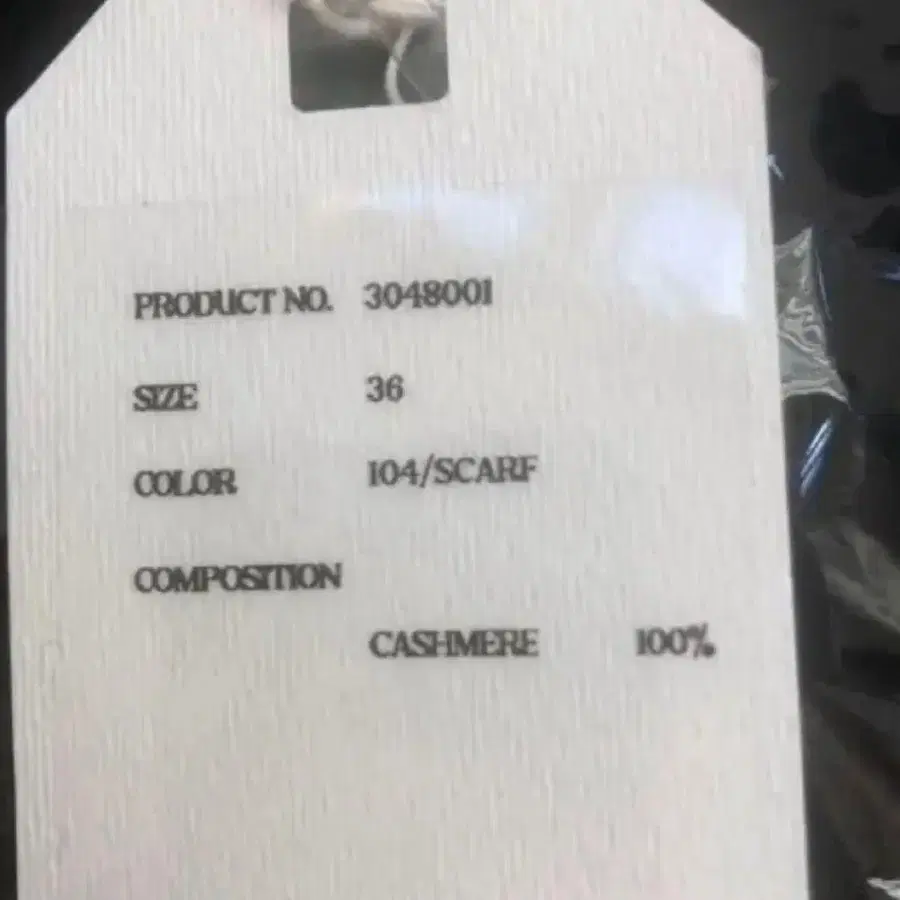 PRODUCT NO. 3048001
SIZE 36
COLOR 104/SCARF
COMPOSITION
CASHMERE 100%